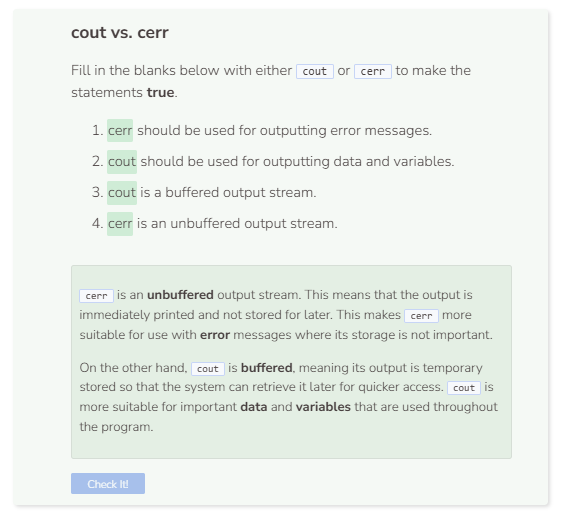 cout vs. cerr
Fill in the blanks below with either cout or cerr to make the
statements true.
1. cerr should be used for outputting error messages.
2. cout should be used for outputting data and variables.
3. cout is a buffered output stream.
4. cerr is an unbuffered output stream.
cerr is an unbuffered output stream. This means that the output is
immediately printed and not stored for later. This makes cerr more
suitable for use with error messages where its storage is not important.
On the other hand, cout is buffered, meaning its output is temporary
stored so that the system can retrieve it later for quicker access. cout is
more suitable for important data and variables that are used throughout
the program.
Check It!